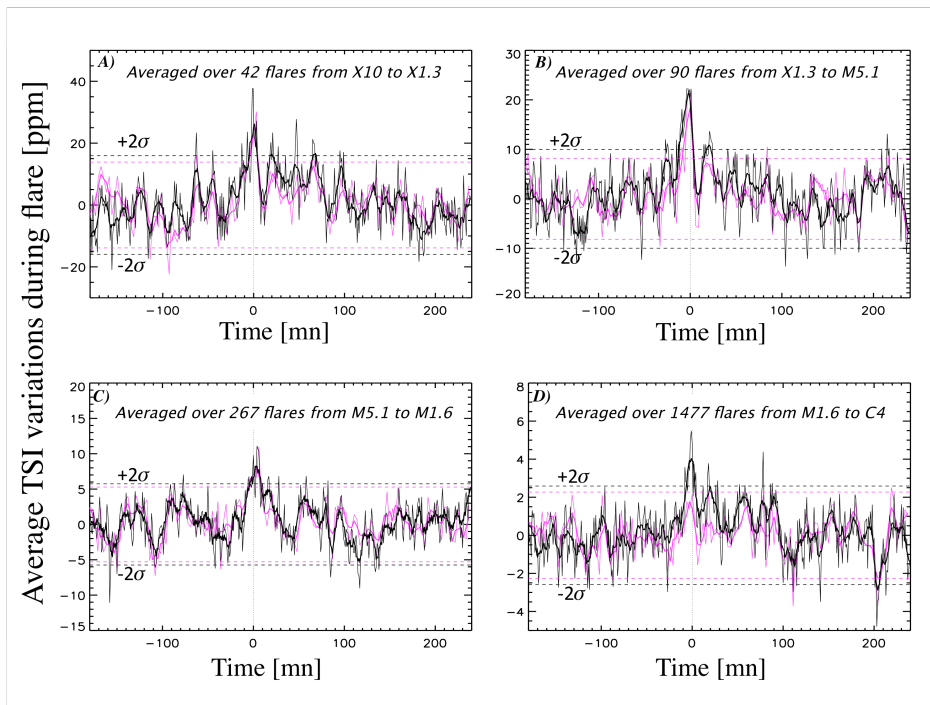 Average TSI variations during flare [ppm]
A)
Averaged over 42 flares from X10 to X1.3
40
20
0
−20
+2σ
-2σ
−100
0
100
200
Time [mn]
B)
Averaged over 90 flares from X1.3 to M5.1
30
20
10
0
−10
−20
+2σ
-2σ
−100
0
100
200
Time [mn]
C)
Averaged over 267 flares from M5.1 to M1.6
20
15
10
5
0
−5
−10
−15
+2σ
-2σ
−100
0
100
200
Time [mn]
D)
Averaged over 1477 flares from M1.6 to C4
8
6
4
2
0
−2
−4
+2σ
-2σ
−100
0
100
200
Time [mn]